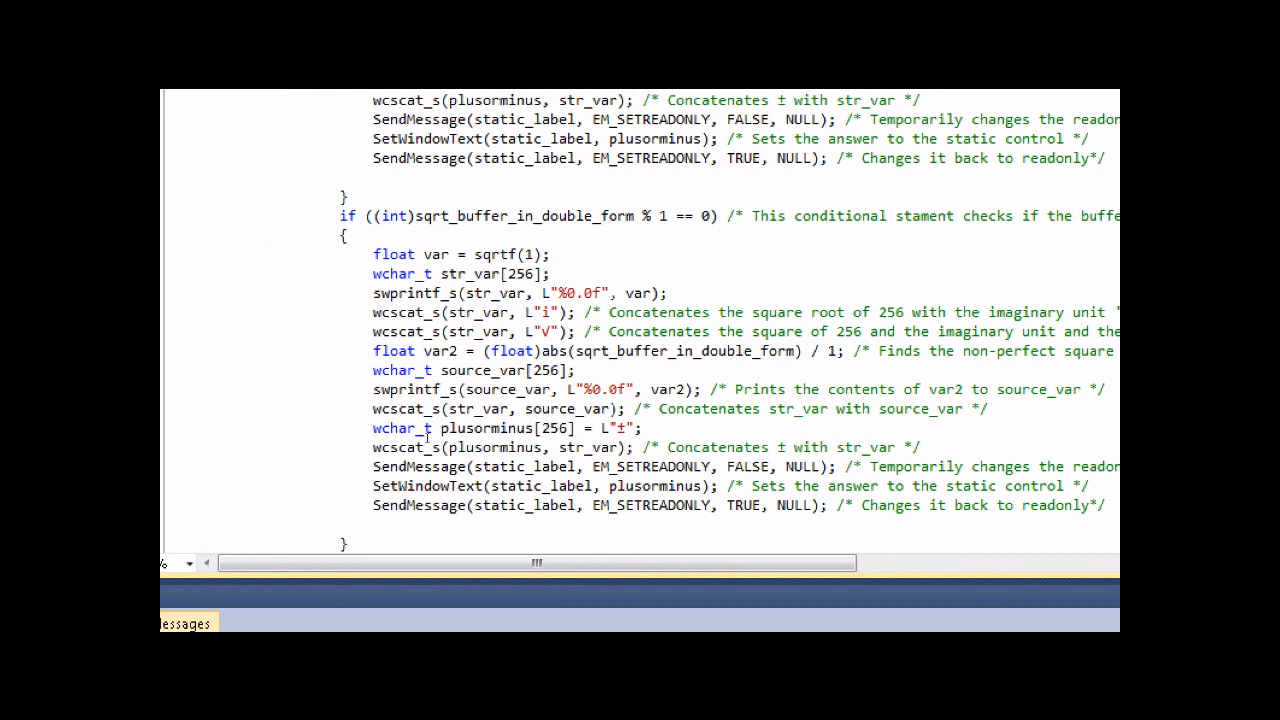 wcscat_s(plusorminus, str_var); /* Concatenates ± with str_var */
SendMessage(static_label, EM_SETREADONLY, FALSE, NULL); /* Temporarily changes the
SetWindowText(static_label, plusorminus); /* Sets the answer to the static control */
SendMessage(static_label, EM_SETREADONLY, TRUE, NULL); /* Changes it back to readonly*/
}
if ((int)sqrt_buffer_in_double_form % 1 == 0) /* This conditional stament checks if the
{
float var = sqrtf(1);
wchar_t str_var[256];
swprintf_s(str_var, L"%0.0f", var);
wcscat_s(str_var, L"i"); /* Concatenates the square root of 256 with the imaginary unit '
wcscat_s(str_var, L"√"); /* Concatenates the square of 256 and the imaginary unit and the
float var2 = (float)abs(sqrt_buffer_in_double_form) / 1; /* Finds the non-perfect square
wchar_t source_var[256];
swprintf_s(source_var, L"%0.0f", var2); /* Prints the contents of var2 to source_var */
wcscat_s(str_var, source_var); /* Concatenates str_var with source_var */
wchar_t plusorminus[256] = L"±";
wcscat_s(plusorminus, str_var); /* Concatenates ± with str_var */
SendMessage(static_label, EM_SETREADONLY, FALSE, NULL); /* Temporarily changes the
SetWindowText(static_label, plusorminus); /* Sets the answer to the static control */
SendMessage(static_label, EM_SETREADONLY, TRUE, NULL); /* Changes it back to readonly*/
}
%
essages